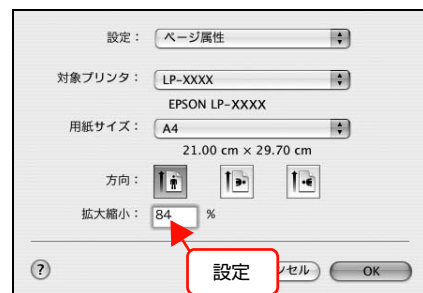 設定： ページ属性
対象プリンタ： LP-XXXX
EPSON LP-XXXX
用紙サイズ： A4
21.00 cm × 29.70 cm
方向：
拡大縮小： 84 %
設定
? ンセル OK